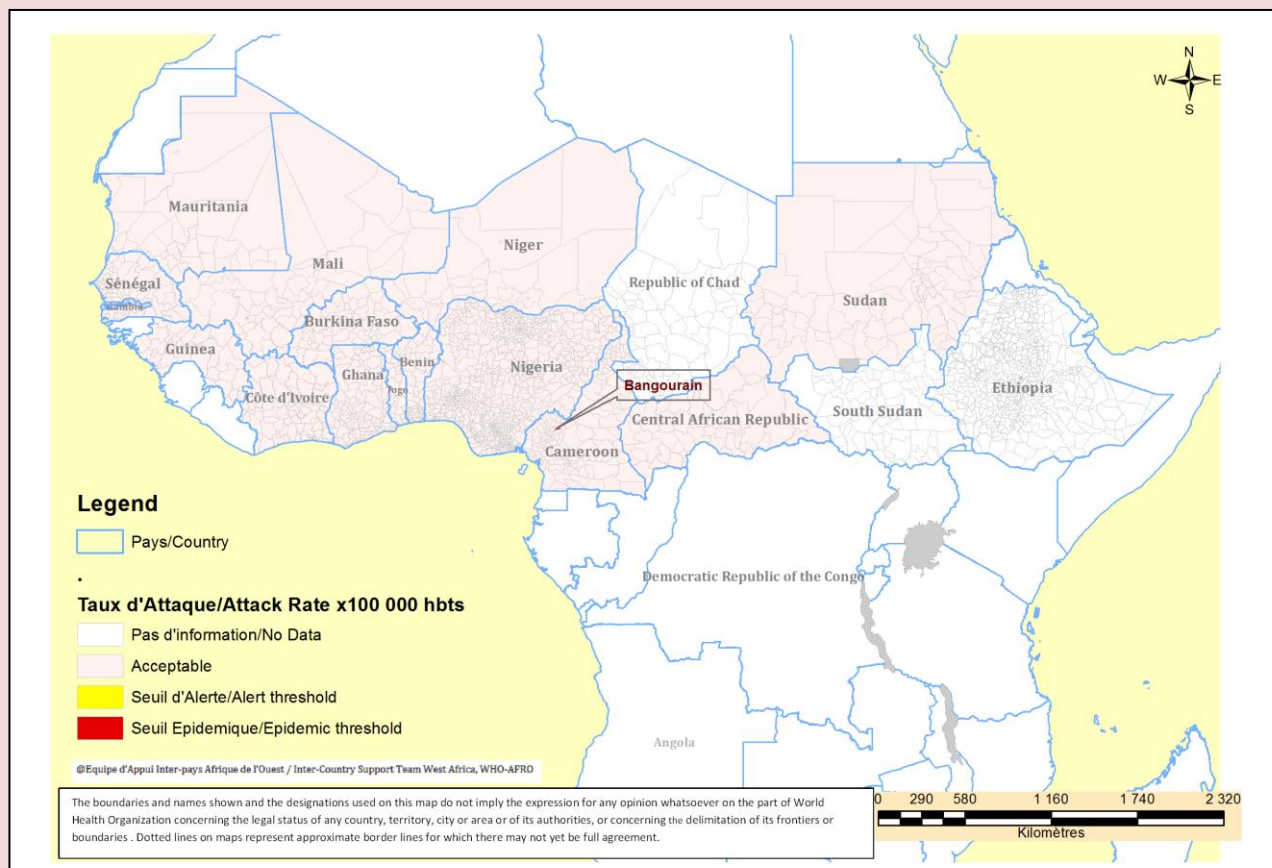 N
W E
S
Mauritania
Mali
Niger
Republic of Chad
Sudan
Sénégal
Gambia
Burkina Faso
Guinea
Benin
Nigeria
Ghana
Togo
Côte d'Ivoire
Bangourain
Ethiopia
South Sudan
Central African Republic
Cameroon
Democratic Republic of the Congo
Angola
Legend
Pays/Country
.
Taux d'Attaque/Attack Rate x100 000 hbts
Pas d'information/No Data
Acceptable
Seuil d'Alerte/Alert threshold
Seuil Epidemique/Epidemic threshold
@Equipe d'Appui Inter-pays Afrique de l'Ouest / Inter-Country Support Team West Africa, WHO-AFRO
The boundaries and names shown and the designations used on this map do not imply the expression for any opinion whatsoever on the part of World
Health Organization concerning the legal status of any country, territory, city or area or of its authorities, or concerning the delimitation of its frontiers or
boundaries . Dotted lines on maps represent approximate border lines for which there may not yet be full agreement.
0 290 580 1 160 1 740 2 320
Kilomètres